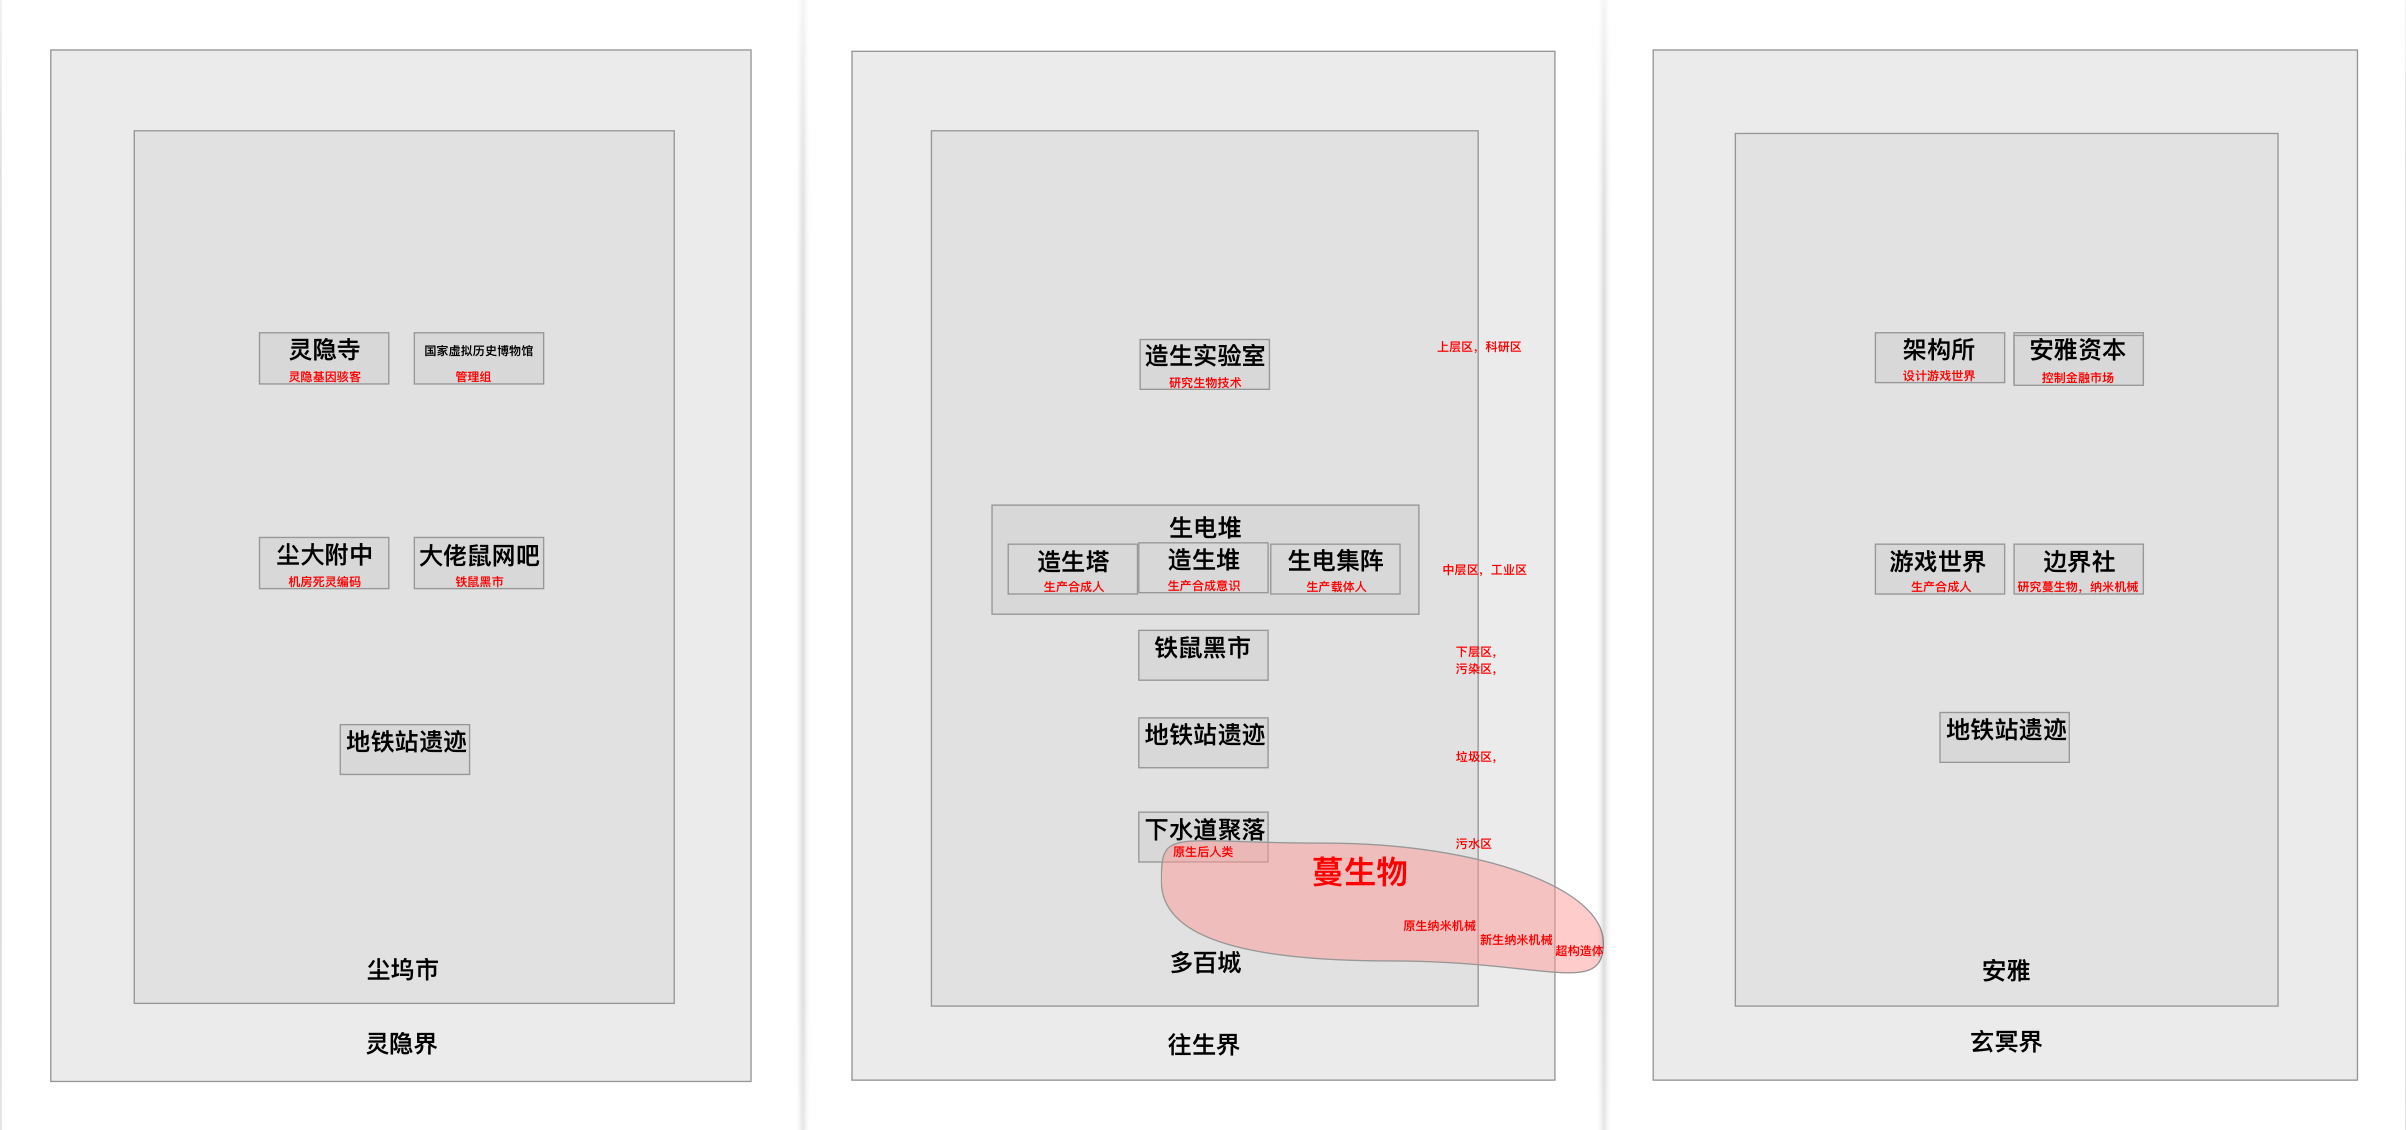 灵隐寺
灵隐基因骇客
国家虚拟历史博物馆
管理组
尘大附中
机房死灵编码
大佬鼠网吧
铁鼠黑市
地铁站遗迹
尘坞市
灵隐界
造生实验室
研究生物技术
上层区，科研区
生电堆
造生塔
生产合成人
造生堆
生产合成意识
生电集阵
生产载体人
中层区，工业区
铁鼠黑市
下层区，
污染区，
地铁站遗迹
垃圾区，
下水道聚落
原生后人类
污水区
蔓生物
原生纳米机械
新生纳米机械
超构造体
多百城
往生界
架构所
设计游戏世界
安雅资本
控制金融市场
游戏世界
生产合成人
边界社
研究蔓生物，纳米机械
地铁站遗迹
安雅
玄冥界